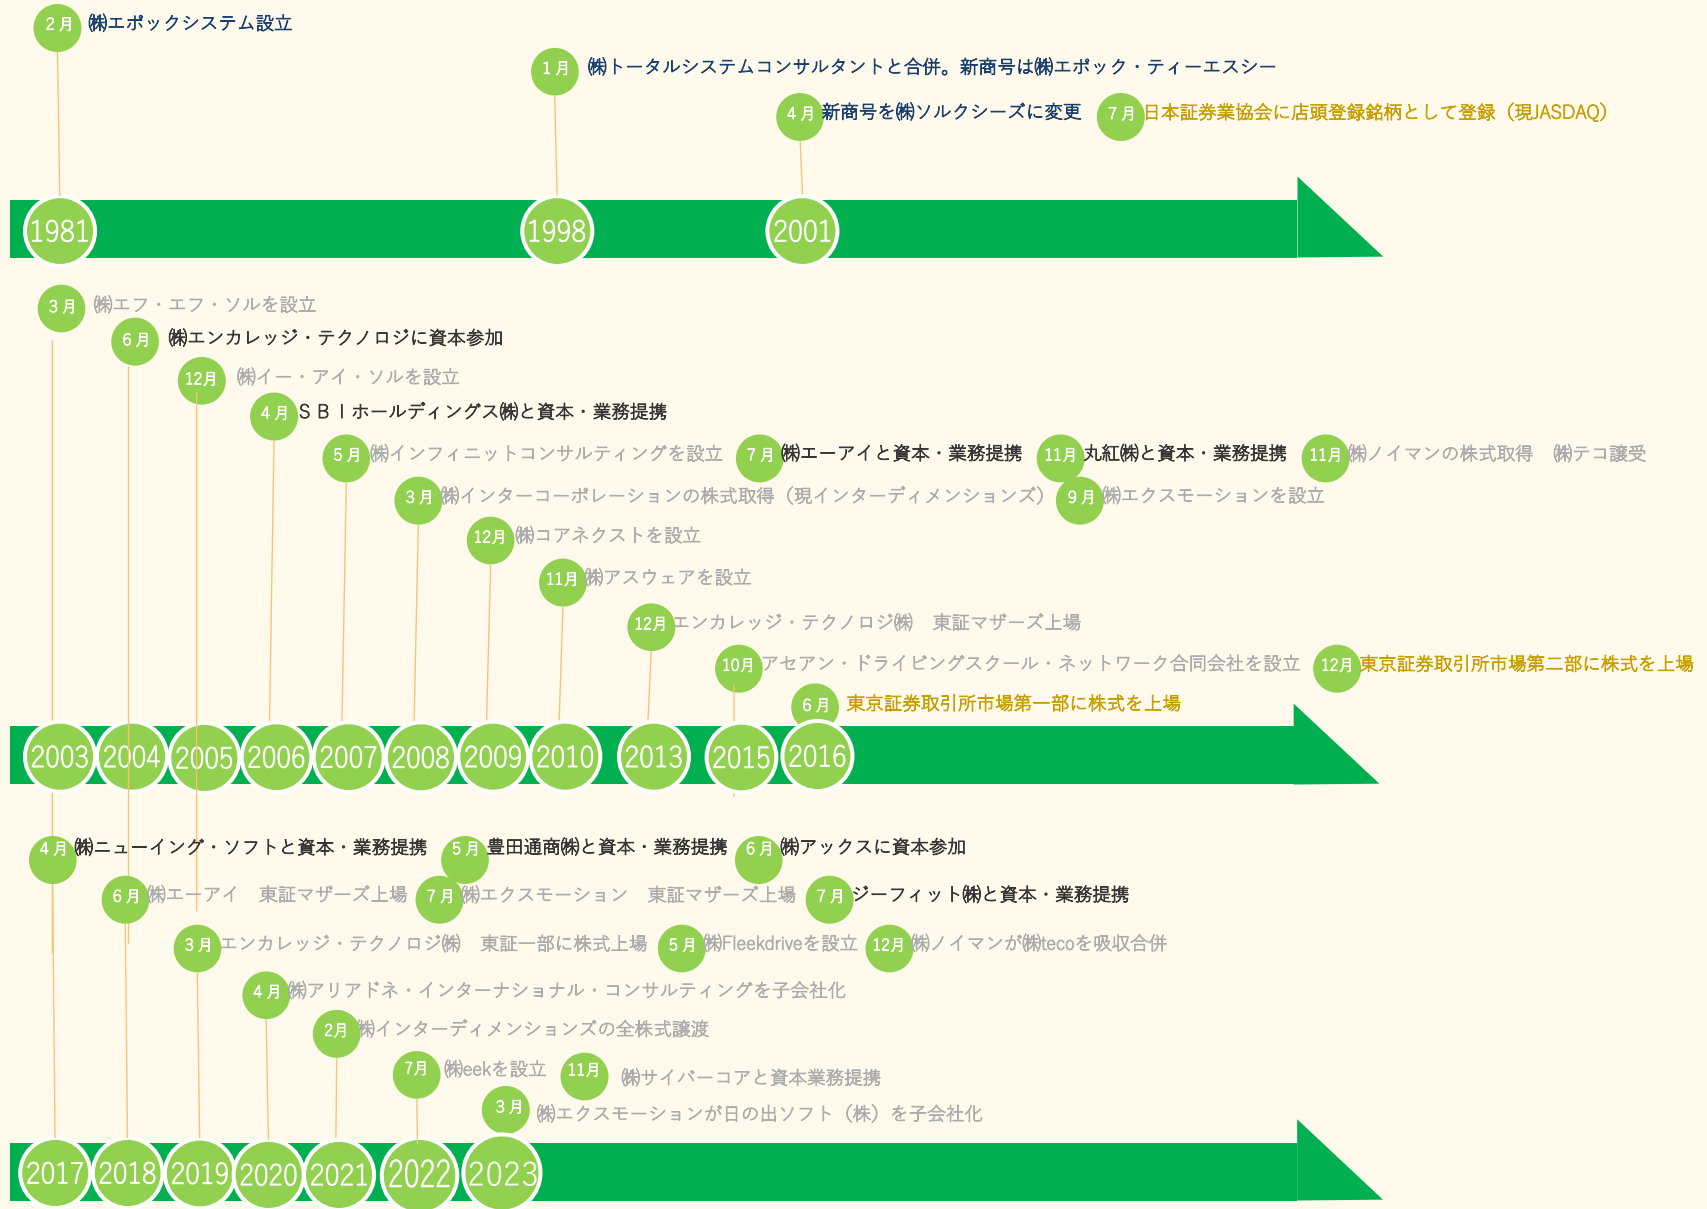 2月 ㈱エポックシステム設立
1月 ㈱トータルシステムコンサルタントと合併。新商号は㈱エポック・ティーエスシー
4月 新商号を㈱ソルクシーズに変更 7月 日本証券業協会に店頭登録銘柄として登録（現JASDAQ）
1981 1998 2001
3月 ㈱エフ・エフ・ソルを設立
6月 ㈱エンカレッジ・テクノロジに資本参加
12月 ㈱イー・アイ・ソルを設立
4月 ＳＢＩホールディングス㈱と資本・業務提携
5月 ㈱インフィニットコンサルティングを設立 7月 ㈱エーアイと資本・業務提携 11月 丸紅㈱と資本・業務提携 11月 ㈱ノイマンの株式取得　㈱テコ譲受
3月 ㈱インターコーポレーションの株式取得（現インターディメンションズ） 9月 ㈱エクスモーションを設立
12月 ㈱コアネクストを設立
11月 ㈱アスウェアを設立
12月 エンカレッジ・テクノロジ㈱　東証マザーズ上場
10月 アセアン・ドライビングスクール・ネットワーク合同会社を設立 12月 東京証券取引所市場第二部に株式を上場
6月 東京証券取引所市場第一部に株式を上場
2003 2004 2005 2006 2007 2008 2009 2010 2013 2015 2016
4月 ㈱ニューイング・ソフトと資本・業務提携 5月 豊田通商㈱と資本・業務提携 6月 ㈱アックスに資本参加
6月 ㈱エーアイ　東証マザーズ上場 7月 ㈱エクスモーション　東証マザーズ上場 7月 ジーフィット㈱と資本・業務提携
3月 エンカレッジ・テクノロジ㈱　東証一部に株式上場 5月 ㈱Fleekdriveを設立 12月 ㈱ノイマンが㈱tecoを吸収合併
4月 ㈱アリアドネ・インターナショナル・コンサルティングを子会社化
2月 ㈱インターディメンションズの全株式譲渡
7月 ㈱eekを設立 11月 ㈱サイバーコアと資本業務提携
3月 ㈱エクスモーションが日の出ソフト（株）を子会社化
2017 2018 2019 2020 2021 2022 2023